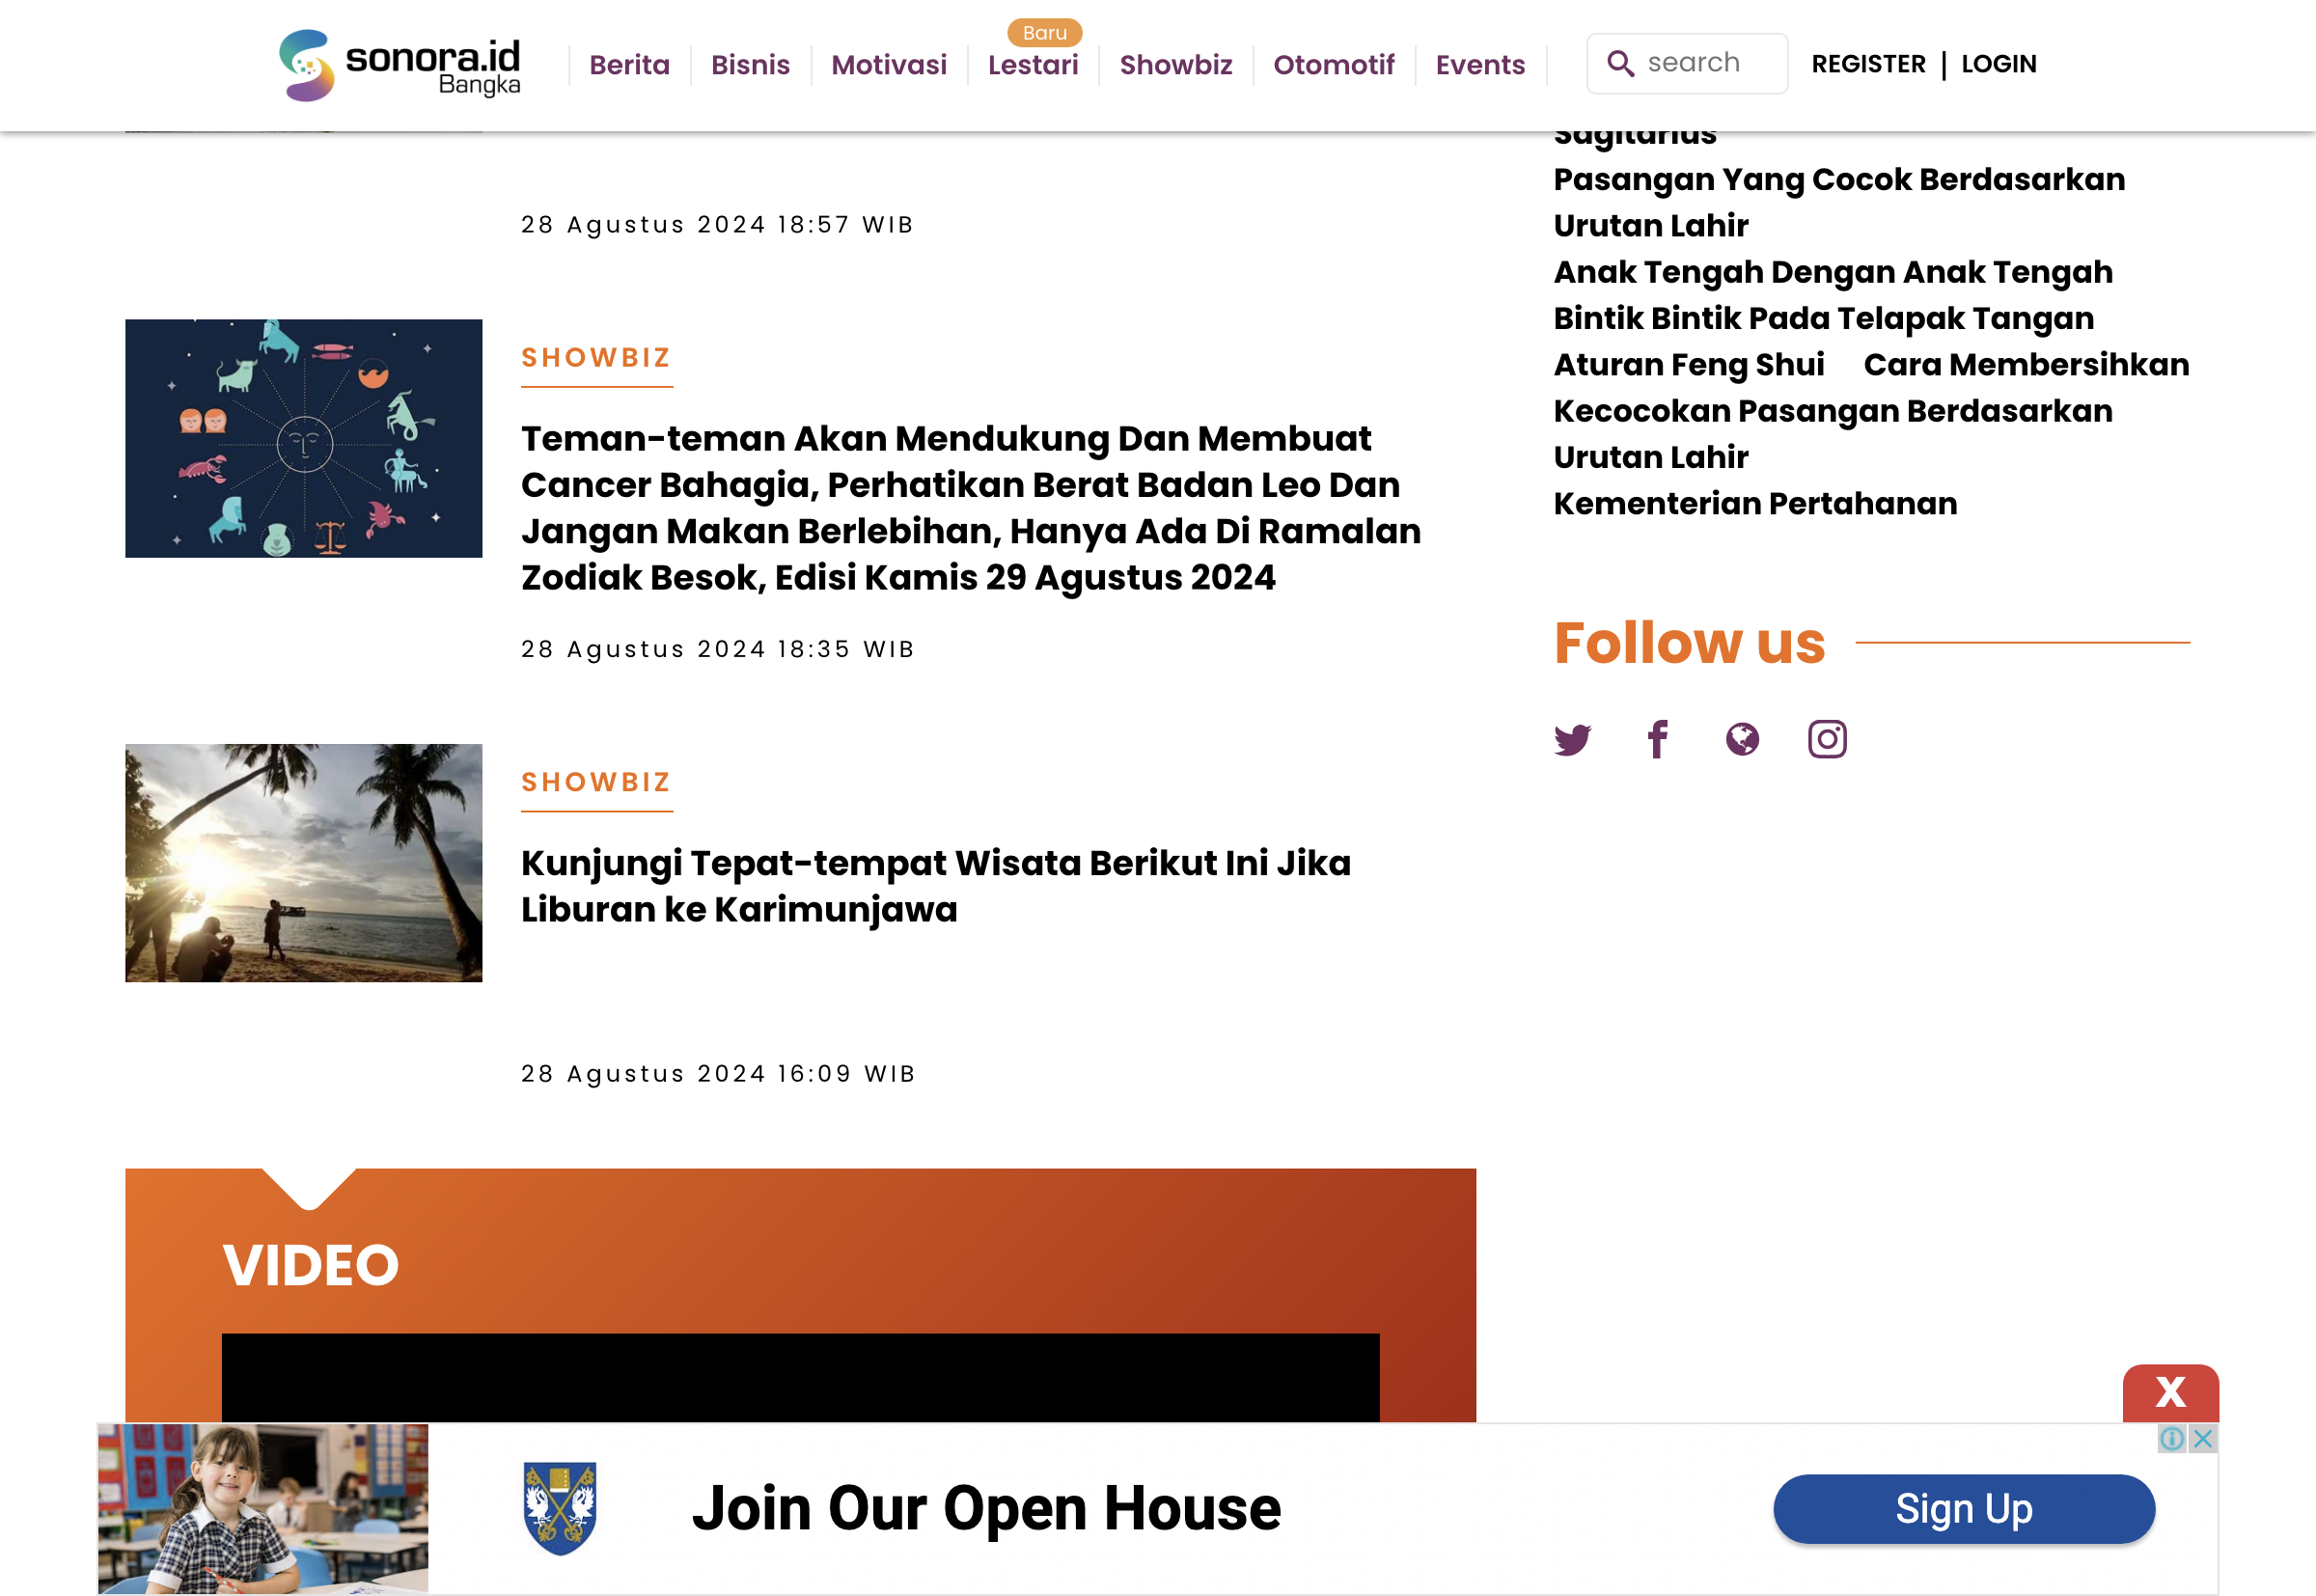 sonora.id
Bangka
Berita
Bisnis
Motivasi
Baru
Lestari
Showbiz
Otomotif
Events
search
REGISTER | LOGIN
28 Agustus 2024 18:57 WIB
SHOWBIZ
Teman-teman Akan Mendukung Dan Membuat
Cancer Bahagia, Perhatikan Berat Badan Leo Dan
Jangan Makan Berlebihan, Hanya Ada Di Ramalan
Zodiak Besok, Edisi Kamis 29 Agustus 2024
28 Agustus 2024 18:35 WIB
SHOWBIZ
Kunjungi Tepat-tempat Wisata Berikut Ini Jika
Liburan ke Karimunjawa
28 Agustus 2024 16:09 WIB
VIDEO
Sagitarius
Pasangan Yang Cocok Berdasarkan
Urutan Lahir
Anak Tengah Dengan Anak Tengah
Bintik Bintik Pada Telapak Tangan
Aturan Feng Shui Cara Membersihkan
Kecocokan Pasangan Berdasarkan
Urutan Lahir
Kementerian Pertahanan
Follow us
X
Join Our Open House
Sign Up